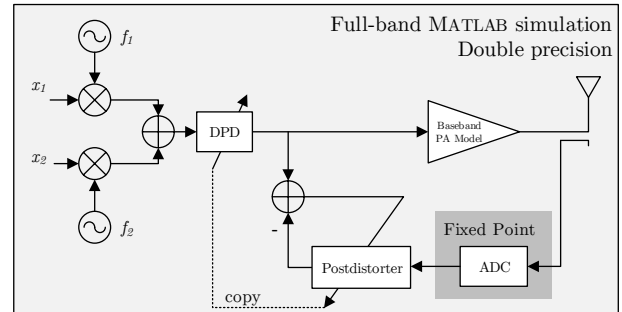 Full-band MATLAB simulation
Double precision
f1
x1
DPD
Baseband
PA Model
x2
f2
-
Fixed Point
Postdistorter
ADC
copy